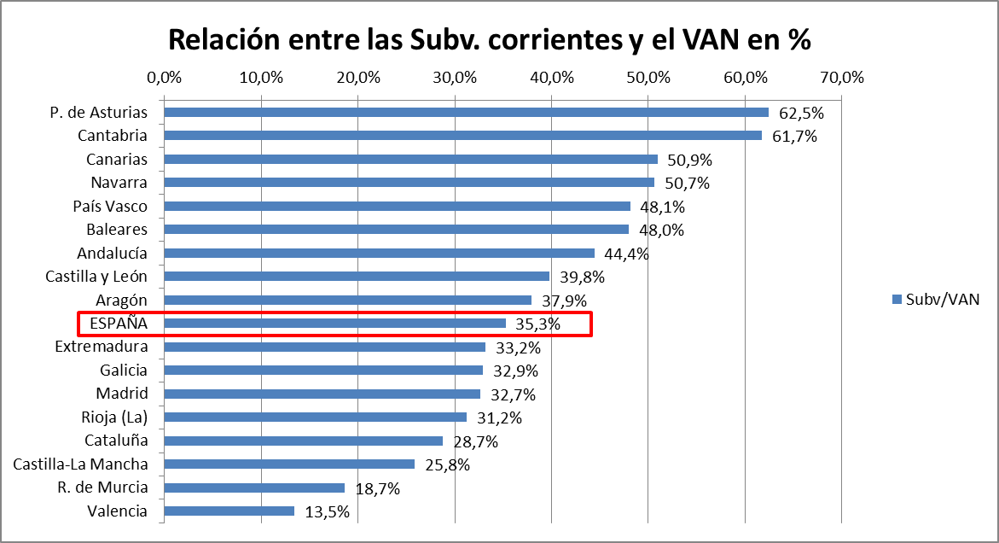 Relación entre las Subv. corrientes y el VAN en %
0,0% 10,0% 20,0% 30,0% 40,0% 50,0% 60,0% 70,0%
P. de Asturias 62,5%
Cantabria 61,7%
Canarias 50,9%
Navarra 50,7%
País Vasco 48,1%
Baleares 48,0%
Andalucía 44,4%
Castilla y León 39,8%
Aragón 37,9%
Subv/VAN
ESPAÑA 35,3%
Extremadura 33,2%
Galicia 32,9%
Madrid 32,7%
Rioja (La) 31,2%
Cataluña 28,7%
Castilla-La Mancha 25,8%
R. de Murcia 18,7%
Valencia 13,5%